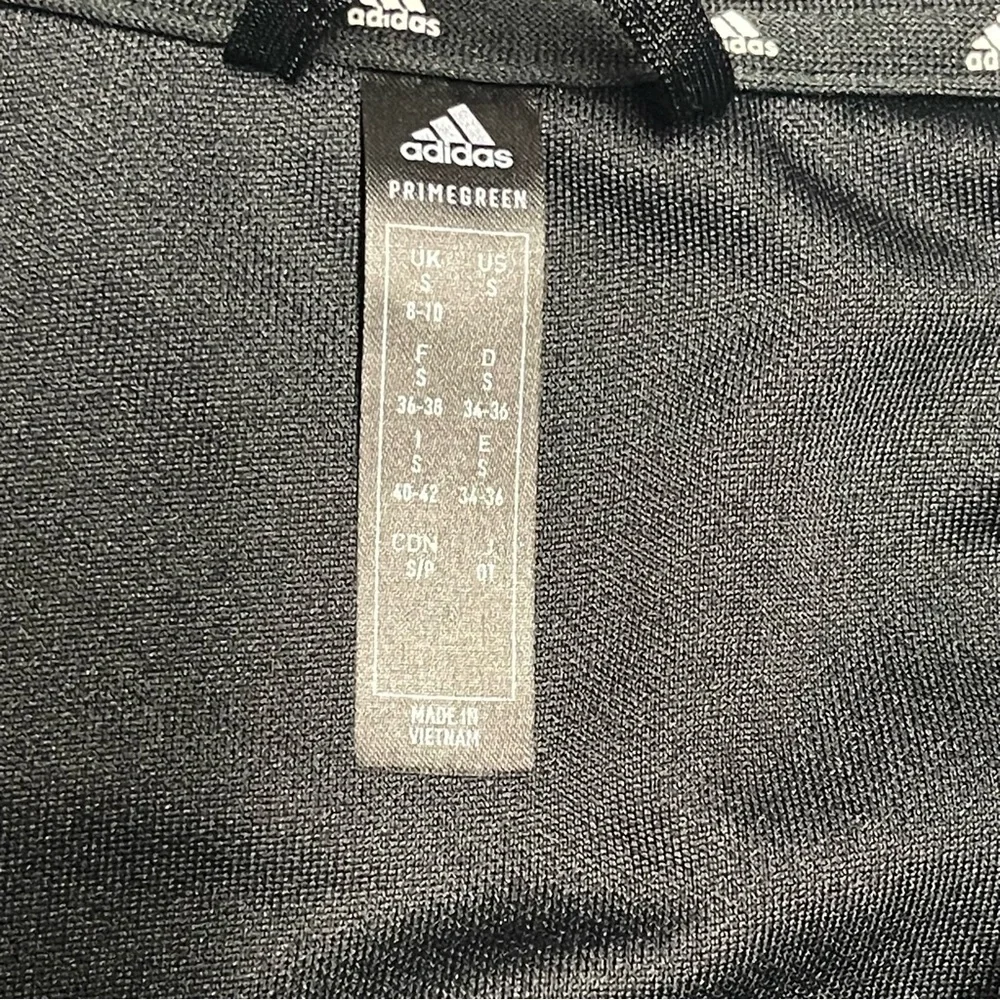 adidas
adidas
ad
adidas
PRIMEGREEN
UK US
S S
8-10
F D
S S
36-38 34-36
I E
S S
40-42 34-36
CDN J
S/P OT
MADE IN
VIETNAM